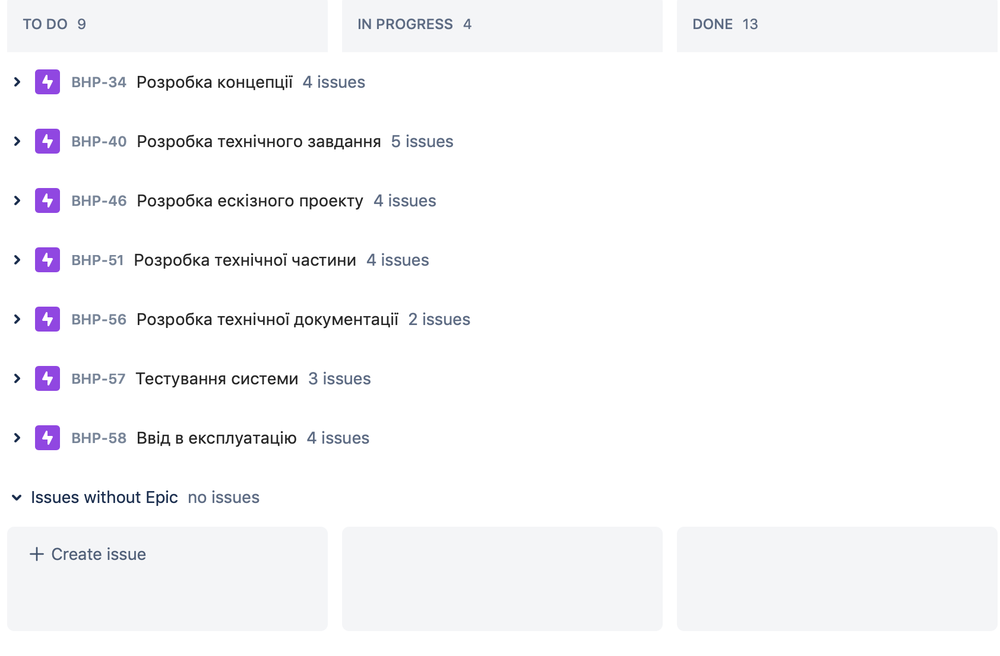 TO DO 9
IN PROGRESS 4
DONE 13
BHP-34 Розробка концепції 4 issues
BHP-40 Розробка технічного завдання 5 issues
BHP-46 Розробка ескізного проекту 4 issues
BHP-51 Розробка технічної частини 4 issues
BHP-56 Розробка технічної документації 2 issues
BHP-57 Тестування системи 3 issues
BHP-58 Ввід в експлуатацію 4 issues
Issues without Epic no issues
+ Create issue